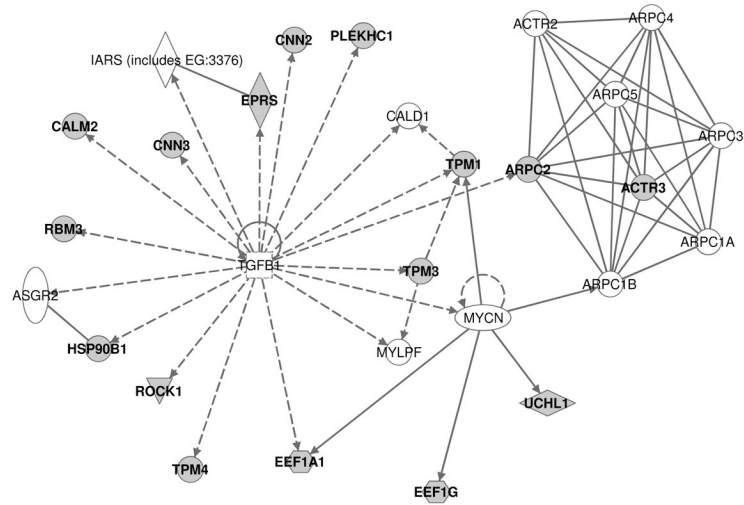 ACTR2
ARPC4
CNN2
PLEKHC1
IARS (includes EG:3376)
EPRS
ARPC5
CALD1
CALM2
ARPC3
CNN3
TPM1
ARPC2
ACTR3
RBM3
ARPC1A
TGFB1
TPM3
ARPC1B
ASGR2
MYCN
HSP90B1
MYLPF
ROCK1
UCHL1
EEF1A1
TPM4
EEF1G